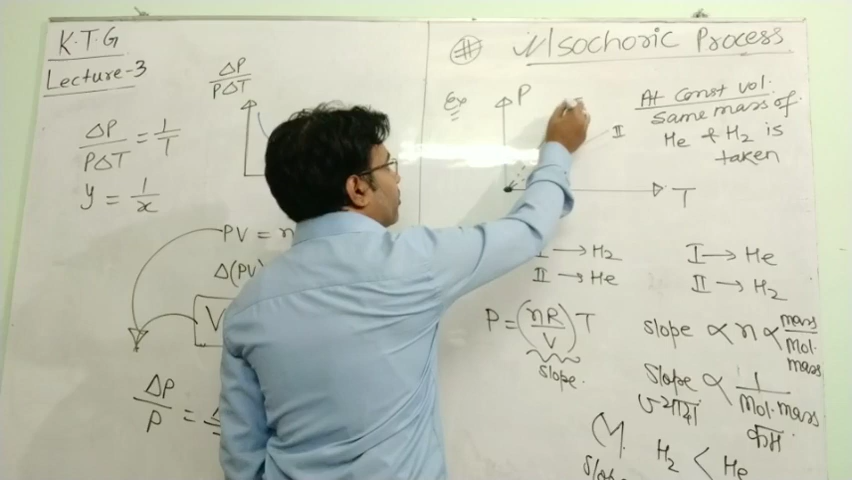 K.T.G
Lecture-3
ΔP
PΔT
ΔP/PΔT = 1/T
y = 1/x
PV = n
Δ(PV)
V
ΔP/P =
# Isochoric Process
Ex
P
II
T
At Const vol.
Same mass of
He & H₂ is
taken
I → H₂
II → He
I → He
II → H₂
P = (nR/V) T
slope.
slope ∝ n ∝ mass/Mol. mass
slope ∝ 1/Mol. mass
ज्यादा
कम
M.
H₂ < He
slope